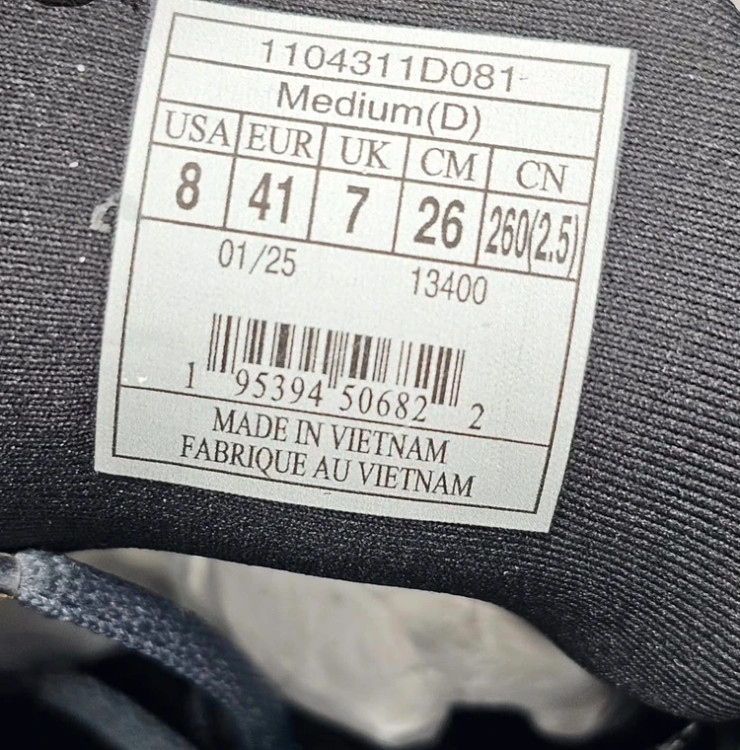 1104311D081
Medium(D)
USA EUR UK CM CN
8 41 7 26 260(2.5)
01/25 13400
1 95394 50682 2
MADE IN VIETNAM
FABRIQUE AU VIETNAM